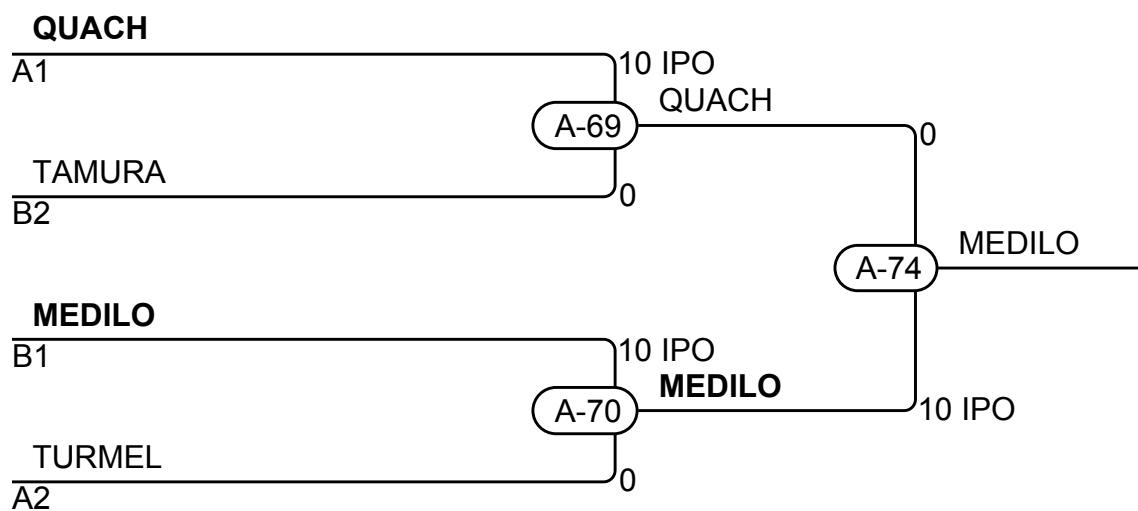 QUACH
A1
10 IPO
QUACH
A-69
0
TAMURA
B2
0
MEDILO
A-74
MEDILO
B1
10 IPO
MEDILO
A-70
10 IPO
TURMEL
A2
0